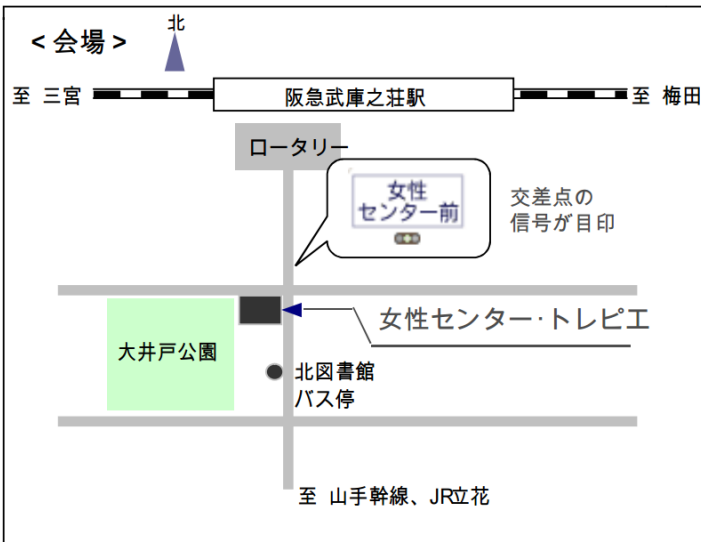 北
<会場>
至 三宮
阪急武庫之荘駅
至 梅田
ロータリー
女性
センター前
交差点の
信号が目印
女性センター・トレピエ
大井戸公園
北図書館
バス停
至 山手幹線、JR立花